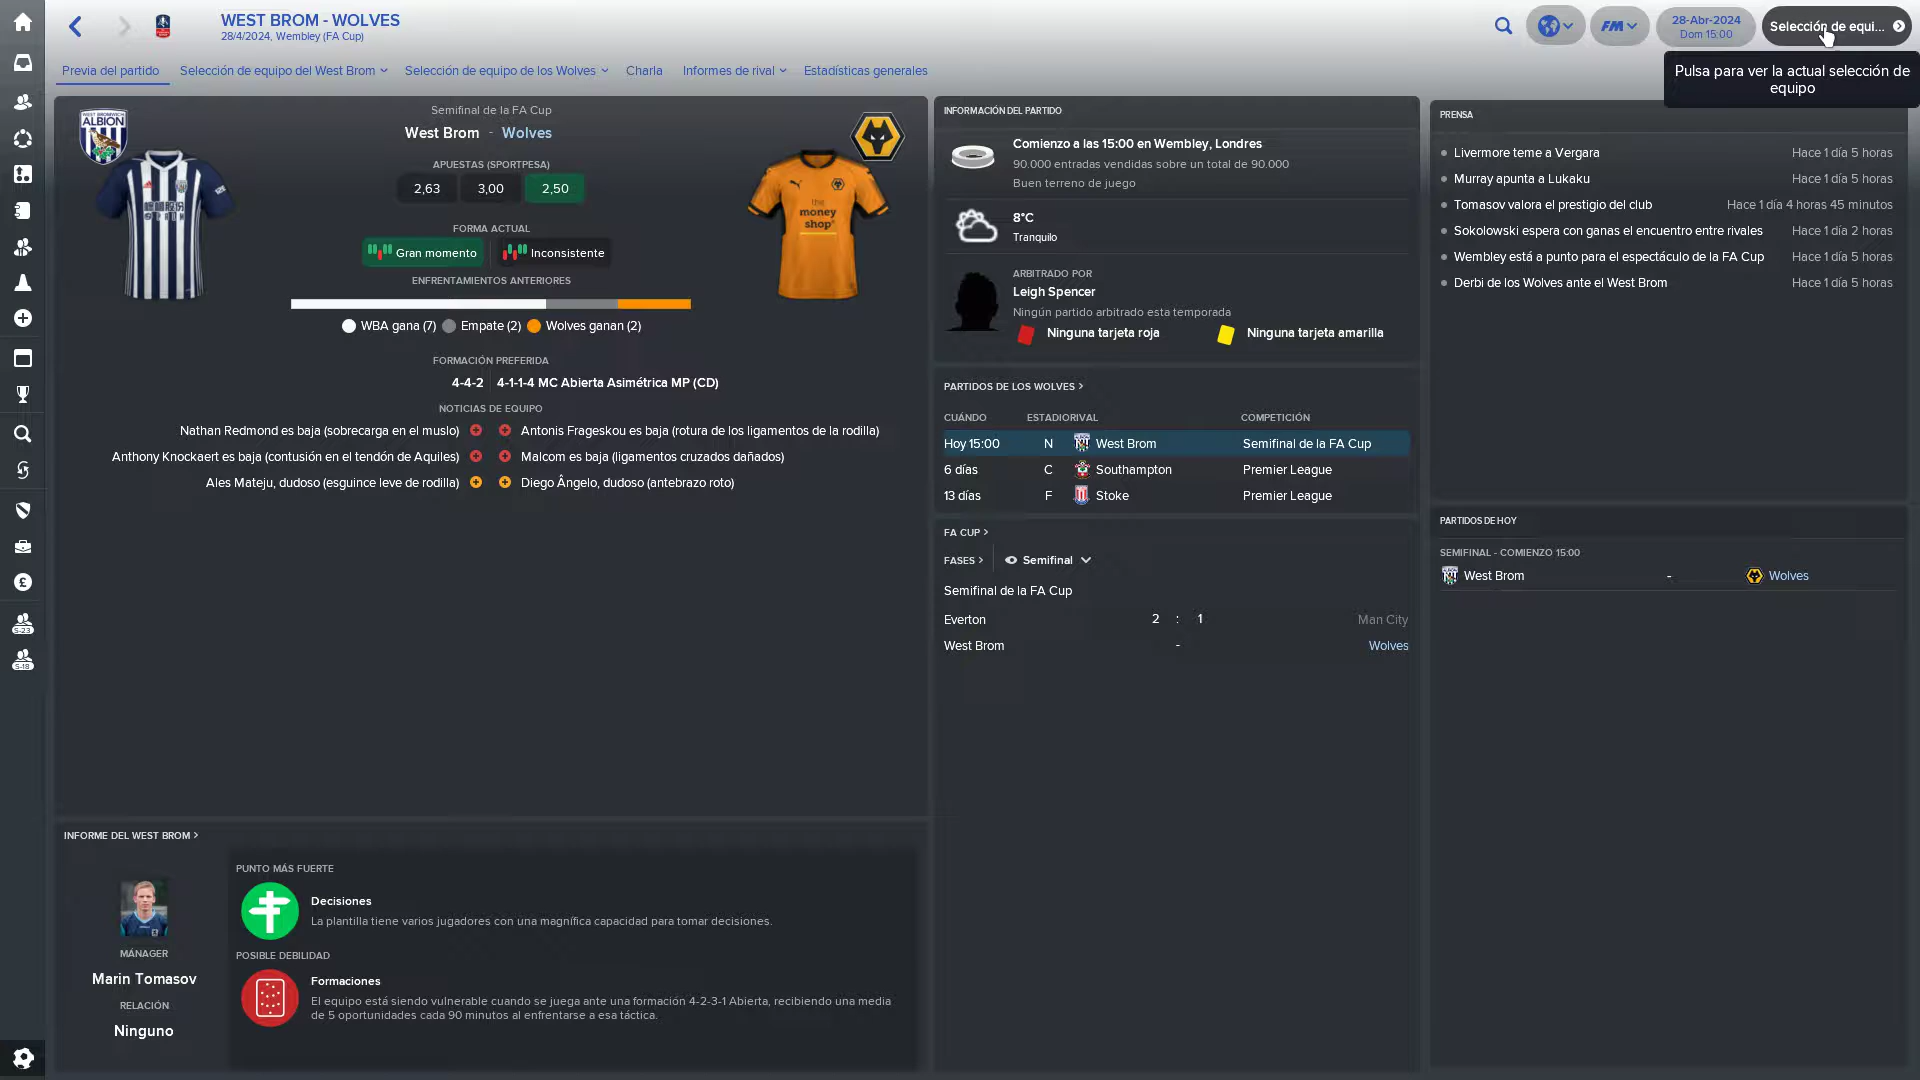 WEST BROM - WOLVES
28/4/2024, Wembley (FA Cup)
FM
28-Abr-2024
Dom 15:00
Selección de equi...
Pulsa para ver la actual selección de
equipo
Previa del partido
Selección de equipo del West Brom
Selección de equipo de los Wolves
Charla
Informes de rival
Estadísticas generales
Semifinal de la FA Cup
West Brom - Wolves
ALBION
APUESTAS (SPORTPESA)
2,63 3,00 2,50
the
money
shop
FORMA ACTUAL
Gran momento
Inconsistente
ENFRENTAMIENTOS ANTERIORES
WBA gana (7) Empate (2) Wolves ganan (2)
FORMACIÓN PREFERIDA
4-4-2 4-1-1-4 MC Abierta Asimétrica MP (CD)
NOTICIAS DE EQUIPO
Nathan Redmond es baja (sobrecarga en el muslo)
Antonis Frageskou es baja (rotura de los ligamentos de la rodilla)
Anthony Knockaert es baja (contusión en el tendón de Aquiles)
Malcom es baja (ligamentos cruzados dañados)
Ales Mateju, dudoso (esguince leve de rodilla)
Diego Ângelo, dudoso (antebrazo roto)
INFORME DEL WEST BROM >
MÁNAGER
Marin Tomasov
RELACIÓN
Ninguno
PUNTO MÁS FUERTE
Decisiones
La plantilla tiene varios jugadores con una magnífica capacidad para tomar decisiones.
POSIBLE DEBILIDAD
Formaciones
El equipo está siendo vulnerable cuando se juega ante una formación 4-2-3-1 Abierta, recibiendo una media
de 5 oportunidades cada 90 minutos al enfrentarse a esa táctica.
INFORMACIÓN DEL PARTIDO
Comienzo a las 15:00 en Wembley, Londres
90.000 entradas vendidas sobre un total de 90.000
Buen terreno de juego
8°C
Tranquilo
ARBITRADO POR
Leigh Spencer
Ningún partido arbitrado esta temporada
Ninguna tarjeta roja
Ninguna tarjeta amarilla
PARTIDOS DE LOS WOLVES >
CUÁNDO ESTADIORIVAL COMPETICIÓN
Hoy 15:00 N West Brom Semifinal de la FA Cup
6 días C Southampton Premier League
13 días F Stoke Premier League
FA CUP >
FASES > Semifinal
Semifinal de la FA Cup
Everton 2 : 1 Man City
West Brom - Wolves
PRENSA
Livermore teme a Vergara Hace 1 día 5 horas
Murray apunta a Lukaku Hace 1 día 5 horas
Tomasov valora el prestigio del club Hace 1 día 4 horas 45 minutos
Sokolowski espera con ganas el encuentro entre rivales Hace 1 día 2 horas
Wembley está a punto para el espectáculo de la FA Cup Hace 1 día 5 horas
Derbi de los Wolves ante el West Brom Hace 1 día 5 horas
PARTIDOS DE HOY
SEMIFINAL - COMIENZO 15:00
West Brom - Wolves
S-23
S-18